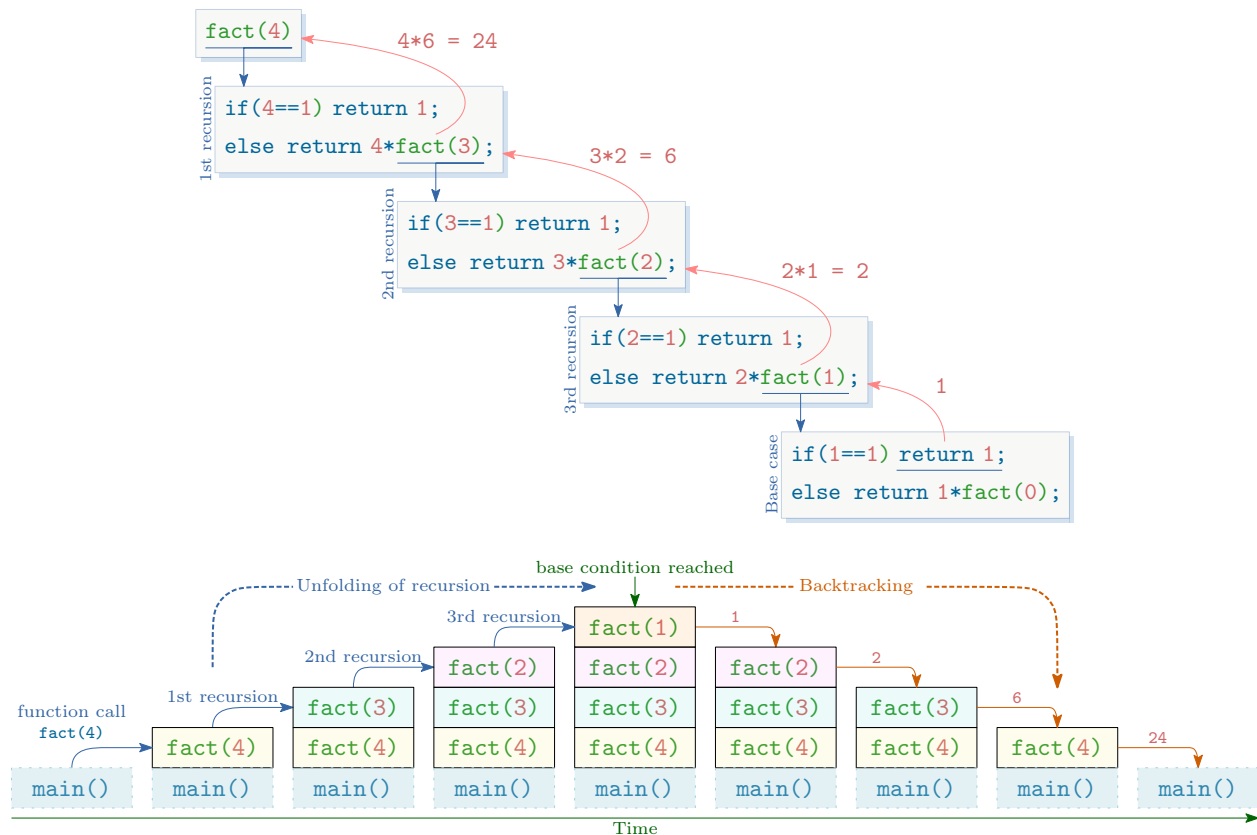 fact(4)
4*6 = 24
1st recursion
if(4==1) return 1;
else return 4*fact(3);
3*2 = 6
2nd recursion
if(3==1) return 1;
else return 3*fact(2);
2*1 = 2
3rd recursion
if(2==1) return 1;
else return 2*fact(1);
1
Base case
if(1==1) return 1;
else return 1*fact(0);
base condition reached
Unfolding of recursion
Backtracking
3rd recursion
fact(1)
1
2nd recursion
fact(2)
fact(2)
fact(2)
2
function call
fact(4)
1st recursion
fact(3)
fact(3)
fact(3)
fact(3)
fact(3)
6
fact(4)
fact(4)
fact(4)
fact(4)
fact(4)
fact(4)
fact(4)
24
main()
main()
main()
main()
main()
main()
main()
main()
main()
Time